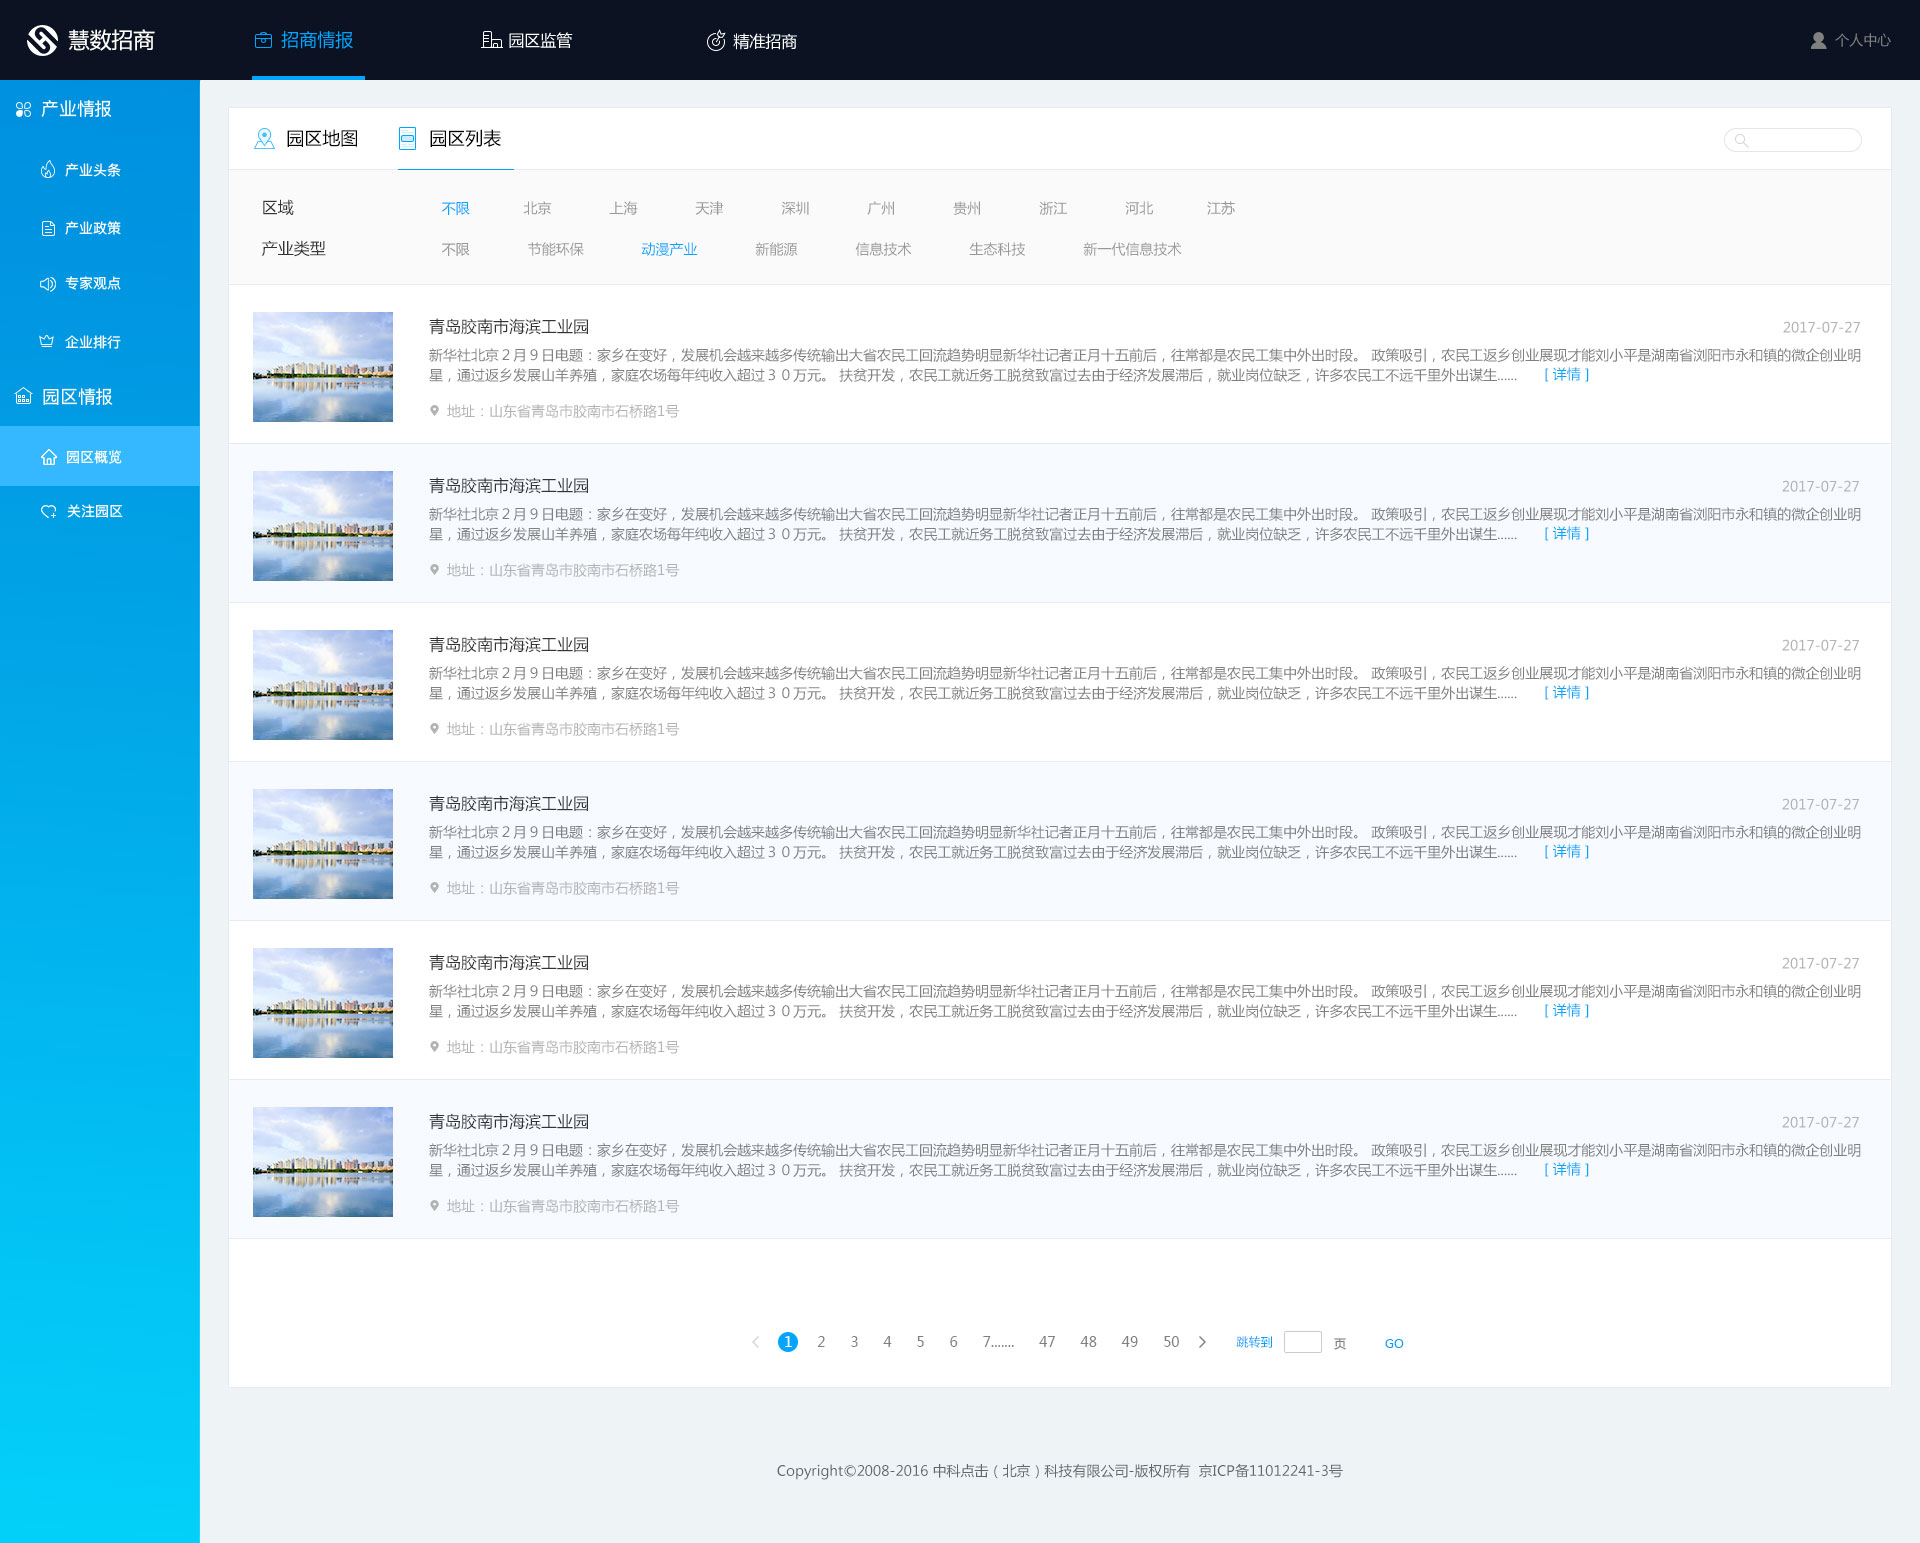 慧数招商
招商情报
园区监管
精准招商
个人中心
产业情报
产业头条
产业政策
专家观点
企业排行
园区情报
园区概览
关注园区
园区地图 园区列表
区域 不限 北京 上海 天津 深圳 广州 贵州 浙江 河北 江苏
产业类型 不限 节能环保 动漫产业 新能源 信息技术 生态科技 新一代信息技术
青岛胶南市海滨工业园 2017-07-27
新华社北京２月９日电题：家乡在变好，发展机会越来越多传统输出大省农民工回流趋势明显新华社记者正月十五前后，往常都是农民工集中外出时段。 政策吸引，农民工返乡创业展现才能刘小平是湖南省浏阳市永和镇的微企创业明
星，通过返乡发展山羊养殖，家庭农场每年纯收入超过３０万元。 扶贫开发，农民工就近务工脱贫致富过去由于经济发展滞后，就业岗位缺乏，许多农民工不远千里外出谋生...... [ 详情 ]
地址：山东省青岛市胶南市石桥路1号
青岛胶南市海滨工业园 2017-07-27
新华社北京２月９日电题：家乡在变好，发展机会越来越多传统输出大省农民工回流趋势明显新华社记者正月十五前后，往常都是农民工集中外出时段。 政策吸引，农民工返乡创业展现才能刘小平是湖南省浏阳市永和镇的微企创业明
星，通过返乡发展山羊养殖，家庭农场每年纯收入超过３０万元。 扶贫开发，农民工就近务工脱贫致富过去由于经济发展滞后，就业岗位缺乏，许多农民工不远千里外出谋生...... [ 详情 ]
地址：山东省青岛市胶南市石桥路1号
青岛胶南市海滨工业园 2017-07-27
新华社北京２月９日电题：家乡在变好，发展机会越来越多传统输出大省农民工回流趋势明显新华社记者正月十五前后，往常都是农民工集中外出时段。 政策吸引，农民工返乡创业展现才能刘小平是湖南省浏阳市永和镇的微企创业明
星，通过返乡发展山羊养殖，家庭农场每年纯收入超过３０万元。 扶贫开发，农民工就近务工脱贫致富过去由于经济发展滞后，就业岗位缺乏，许多农民工不远千里外出谋生...... [ 详情 ]
地址：山东省青岛市胶南市石桥路1号
青岛胶南市海滨工业园 2017-07-27
新华社北京２月９日电题：家乡在变好，发展机会越来越多传统输出大省农民工回流趋势明显新华社记者正月十五前后，往常都是农民工集中外出时段。 政策吸引，农民工返乡创业展现才能刘小平是湖南省浏阳市永和镇的微企创业明
星，通过返乡发展山羊养殖，家庭农场每年纯收入超过３０万元。 扶贫开发，农民工就近务工脱贫致富过去由于经济发展滞后，就业岗位缺乏，许多农民工不远千里外出谋生...... [ 详情 ]
地址：山东省青岛市胶南市石桥路1号
青岛胶南市海滨工业园 2017-07-27
新华社北京２月９日电题：家乡在变好，发展机会越来越多传统输出大省农民工回流趋势明显新华社记者正月十五前后，往常都是农民工集中外出时段。 政策吸引，农民工返乡创业展现才能刘小平是湖南省浏阳市永和镇的微企创业明
星，通过返乡发展山羊养殖，家庭农场每年纯收入超过３０万元。 扶贫开发，农民工就近务工脱贫致富过去由于经济发展滞后，就业岗位缺乏，许多农民工不远千里外出谋生...... [ 详情 ]
地址：山东省青岛市胶南市石桥路1号
青岛胶南市海滨工业园 2017-07-27
新华社北京２月９日电题：家乡在变好，发展机会越来越多传统输出大省农民工回流趋势明显新华社记者正月十五前后，往常都是农民工集中外出时段。 政策吸引，农民工返乡创业展现才能刘小平是湖南省浏阳市永和镇的微企创业明
星，通过返乡发展山羊养殖，家庭农场每年纯收入超过３０万元。 扶贫开发，农民工就近务工脱贫致富过去由于经济发展滞后，就业岗位缺乏，许多农民工不远千里外出谋生...... [ 详情 ]
地址：山东省青岛市胶南市石桥路1号
1 2 3 4 5 6 7....... 47 48 49 50 跳转到 页 GO
Copyright©2008-2016 中科点击（北京）科技有限公司-版权所有 京ICP备11012241-3号